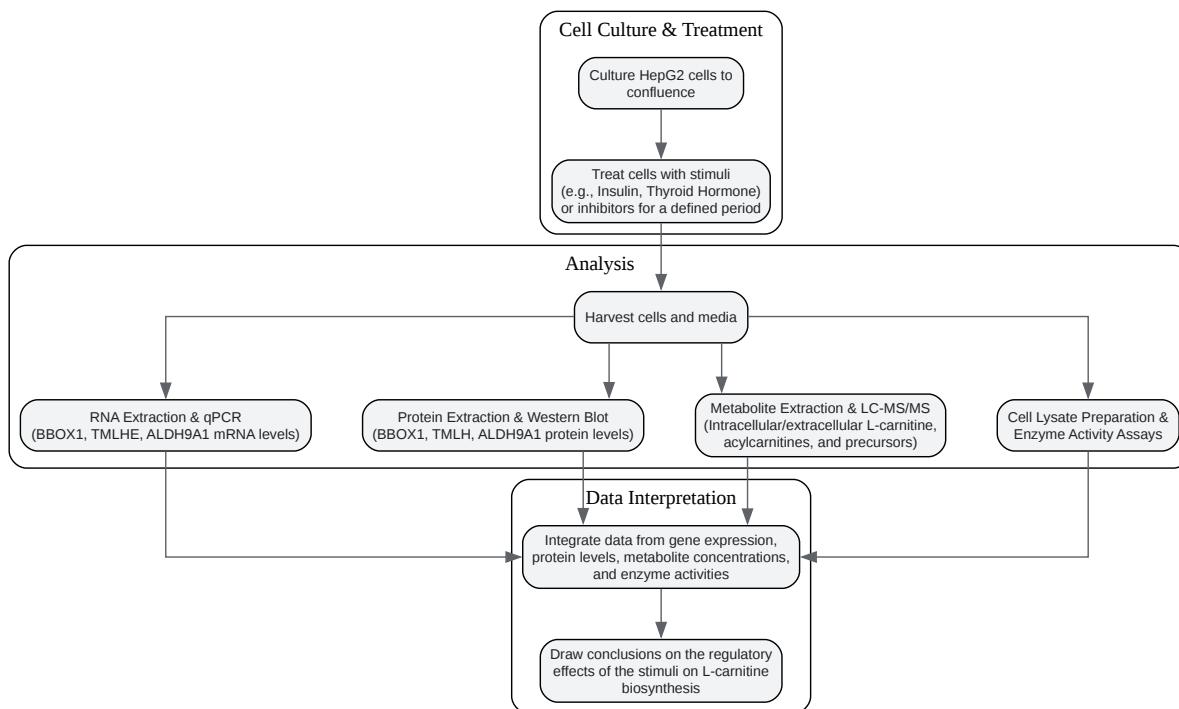 Cell Culture & Treatment
Culture HepG2 cells to
confluence
Treat cells with stimuli
(e.g., Insulin, Thyroid Hormone)
or inhibitors for a defined period
Analysis
Harvest cells and media
RNA Extraction & qPCR
(BBOX1, TMLHE, ALDH9A1 mRNA levels)
Protein Extraction & Western Blot
(BBOX1, TMLH, ALDH9A1 protein levels)
Metabolite Extraction & LC-MS/MS
(Intracellular/extracellular L-carnitine,
acylcarnitines, and precursors)
Cell Lysate Preparation &
Enzyme Activity Assays
Data Interpretation
Integrate data from gene expression,
protein levels, metabolite concentrations,
and enzyme activities
Draw conclusions on the regulatory
effects of the stimuli on L-carnitine
biosynthesis